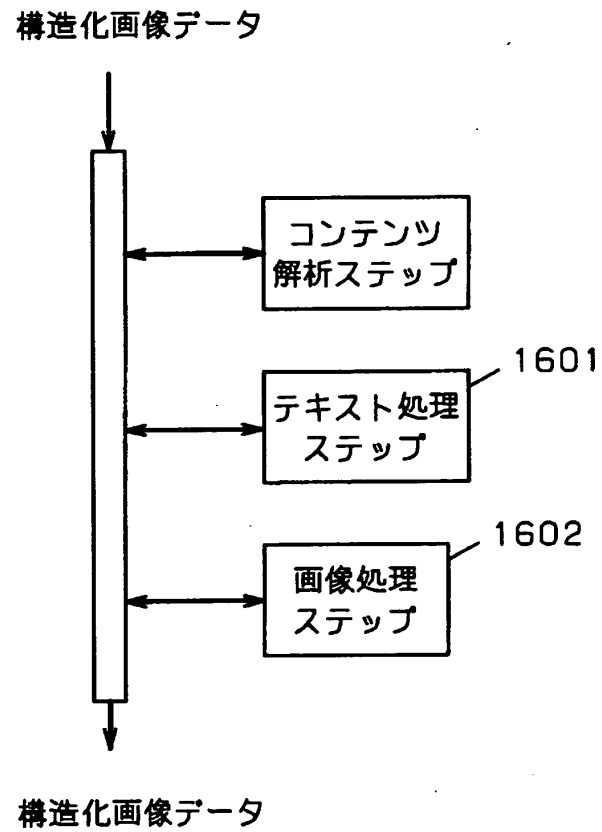 構造化画像データ
コンテンツ
解析ステップ
1601
テキスト処理
ステップ
1602
画像処理
ステップ
構造化画像データ